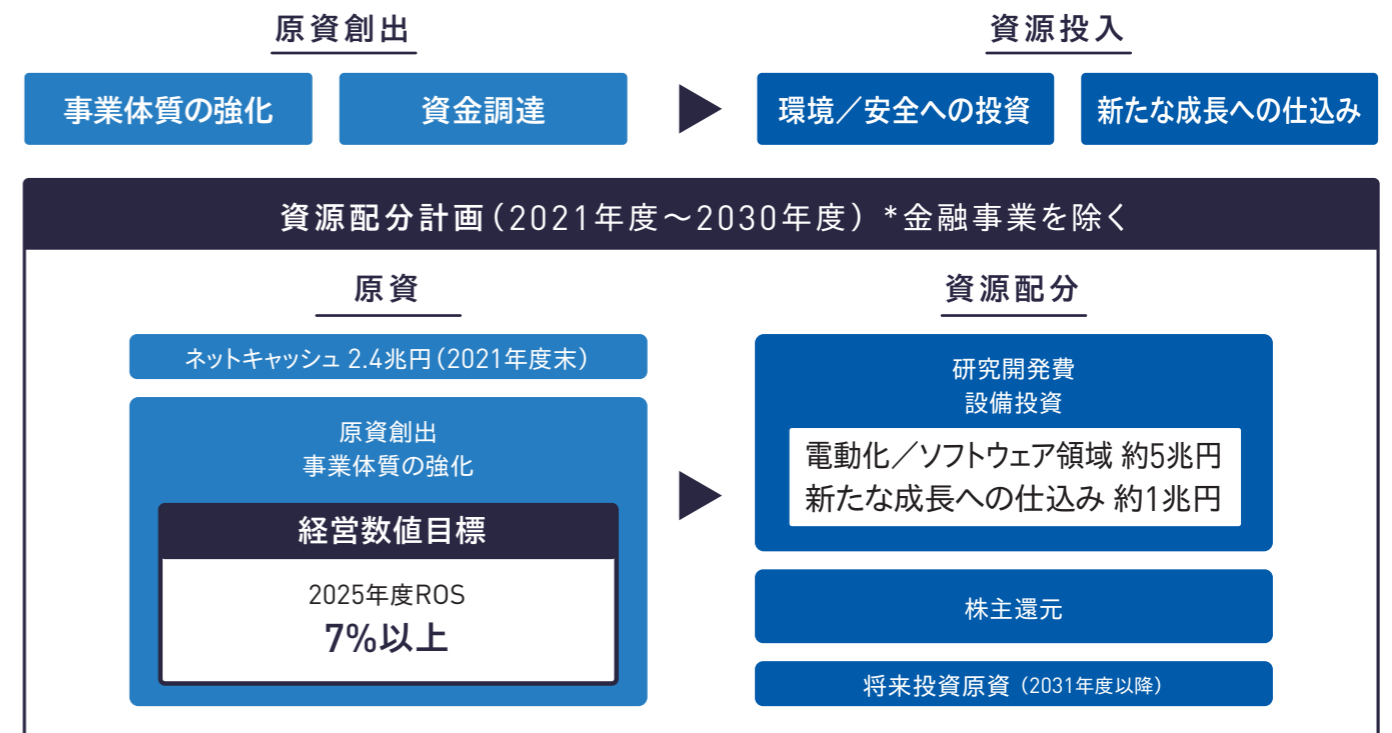 原資創出
資源投入
事業体質の強化
資金調達
環境／安全への投資
新たな成長への仕込み
資源配分計画（2021年度～2030年度）*金融事業を除く
原資
資源配分
ネットキャッシュ 2.4兆円（2021年度末）
原資創出
事業体質の強化
経営数値目標
2025年度ROS
7%以上
研究開発費
設備投資
電動化／ソフトウェア領域 約5兆円
新たな成長への仕込み 約1兆円
株主還元
将来投資原資（2031年度以降）